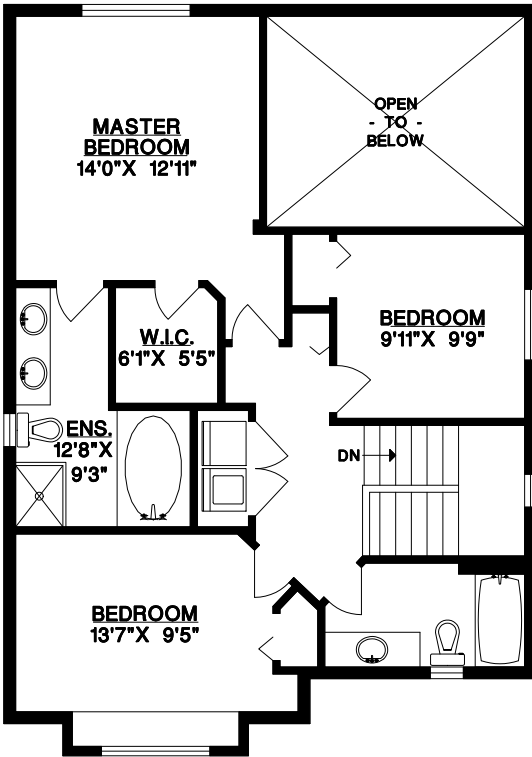 OPEN
- TO -
BELOW
MASTER
BEDROOM
14'0"X 12'11"
BEDROOM
9'11"X 9'9"
W.I.C.
6'1"X 5'5"
ENS.
12'8"X
9'3"
DN
BEDROOM
13'7"X 9'5"